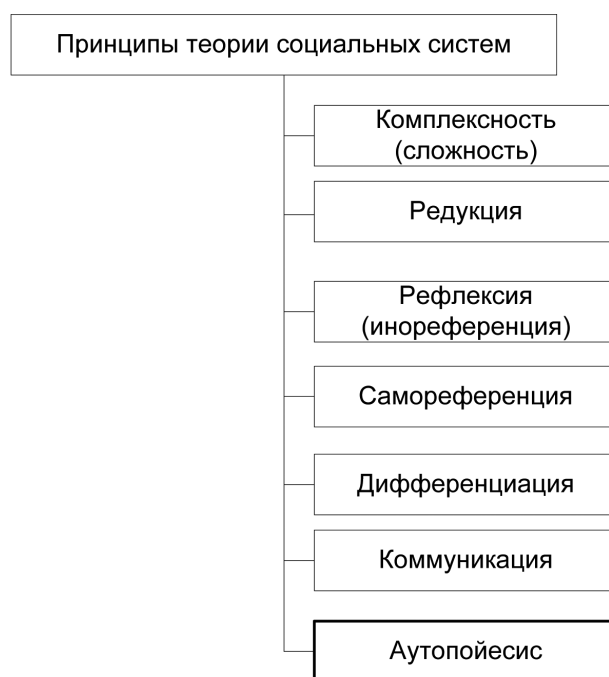 Принципы теории социальных систем
Комплексность
(сложность)
Редукция
Рефлексия
(инореференция)
Самореференция
Дифференциация
Коммуникация
Аутопойесис